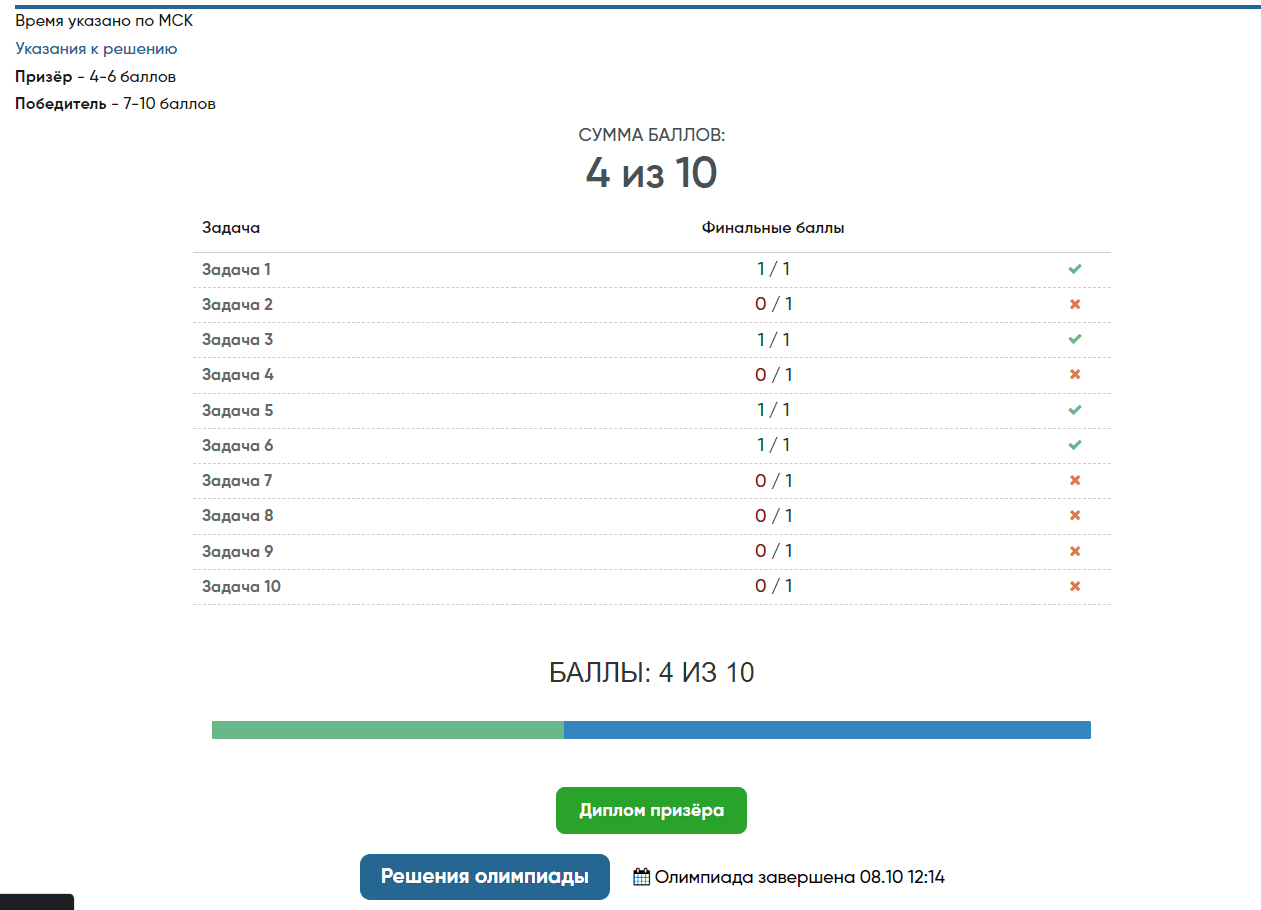 Время указано по МСК
Указания к решению
Призёр - 4-6 баллов
Победитель - 7-10 баллов
СУММА БАЛЛОВ:
4 из 10
Задача Финальные баллы
Задача 1 1 / 1
Задача 2 0 / 1
Задача 3 1 / 1
Задача 4 0 / 1
Задача 5 1 / 1
Задача 6 1 / 1
Задача 7 0 / 1
Задача 8 0 / 1
Задача 9 0 / 1
Задача 10 0 / 1
БАЛЛЫ: 4 ИЗ 10
Диплом призёра
Решения олимпиады Олимпиада завершена 08.10 12:14